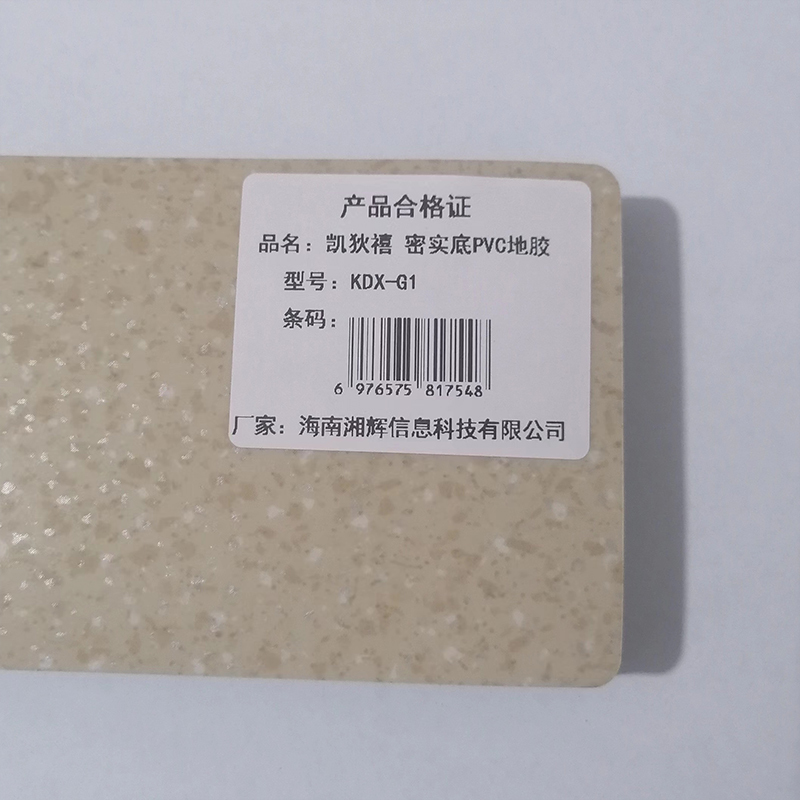 产品合格证
品名：凯狄禧 密实底PVC地胶
型号：KDX-G1
条码：
6 976575 817548
厂家：海南湘辉信息科技有限公司